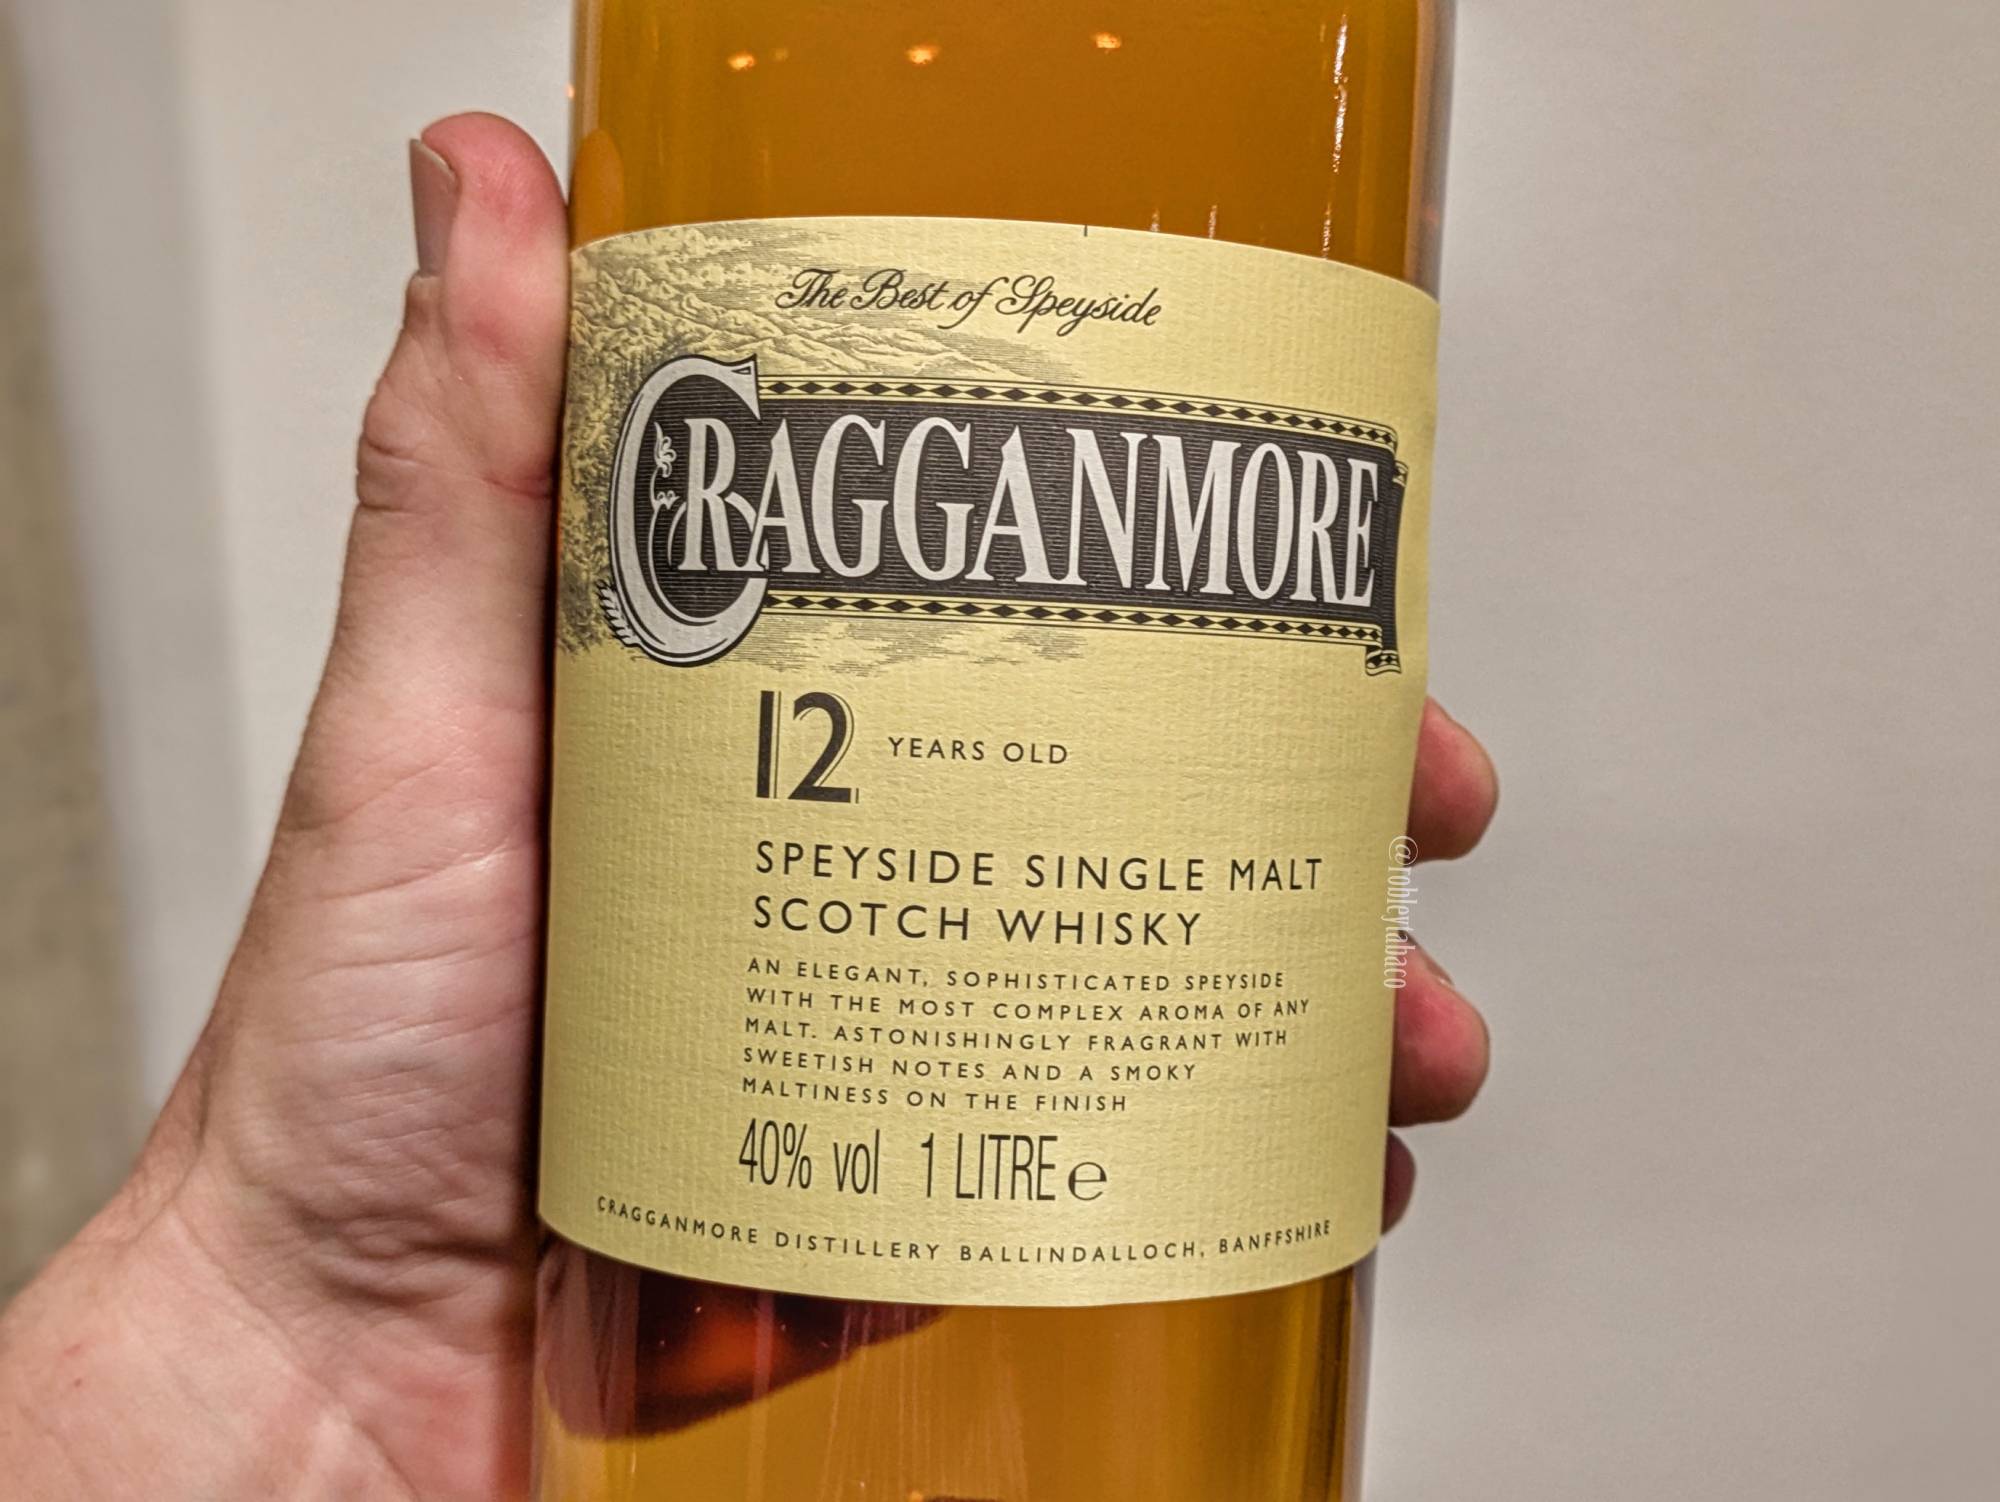 The Best of Speyside
CRAGGANMORE
12 YEARS OLD
SPEYSIDE SINGLE MALT
SCOTCH WHISKY
AN ELEGANT, SOPHISTICATED SPEYSIDE
WITH THE MOST COMPLEX AROMA OF ANY
MALT. ASTONISHINGLY FRAGRANT WITH
SWEETISH NOTES AND A SMOKY
MALTINESS ON THE FINISH
40% vol 1 LITRE e
CRAGGANMORE DISTILLERY BALLINDALLOCH, BANFFSHIRE
@robleytabaco